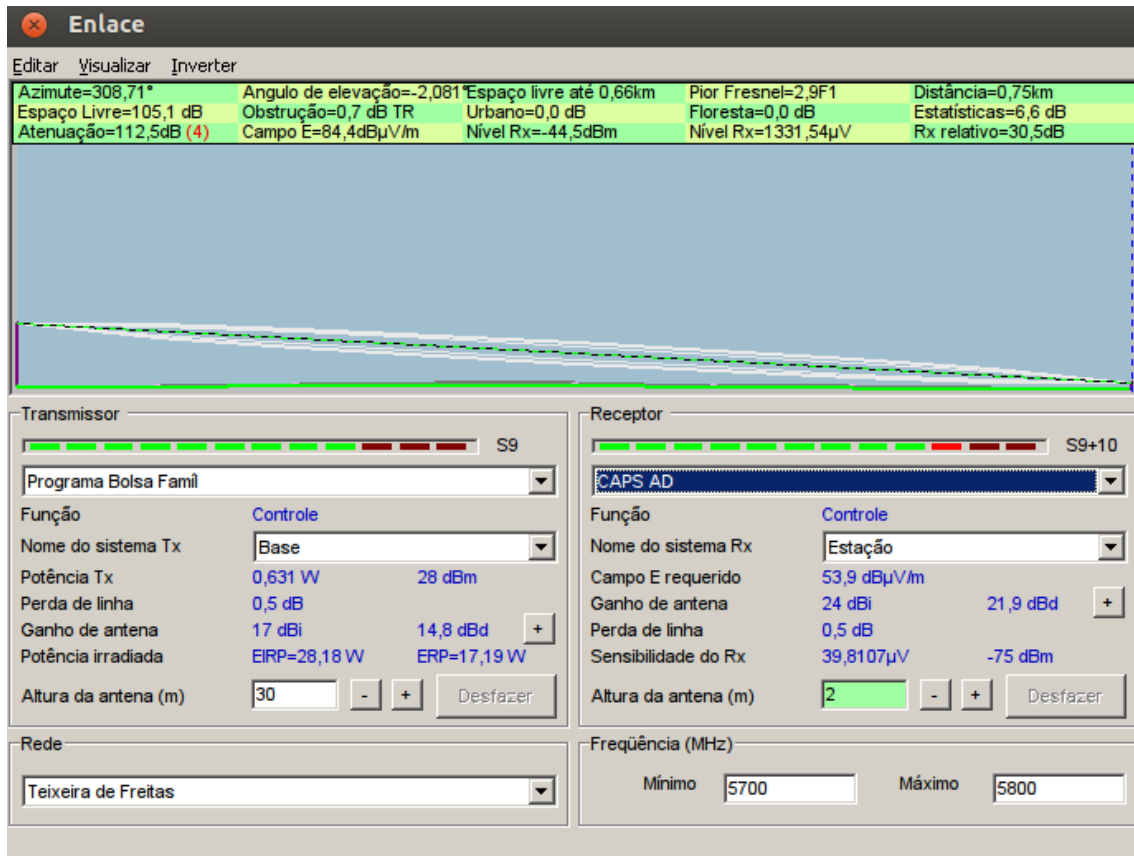 Enlace
Editar Visualizar Inverter
Azimute=308,71° Angulo de elevação=-2,081° Espaço livre até 0,66km Pior Fresnel=2,9F1 Distância=0,75km
Espaço Livre=105,1 dB Obstrução=0,7 dB TR Urbano=0,0 dB Floresta=0,0 dB Estatísticas=6,6 dB
Atenuação=112,5dB (4) Campo E=84,4dBµV/m Nível Rx=-44,5dBm Nível Rx=1331,54µV Rx relativo=30,5dB
Transmissor
S9
Programa Bolsa Famíl
Função Controle
Nome do sistema Tx Base
Potência Tx 0,631 W 28 dBm
Perda de linha 0,5 dB
Ganho de antena 17 dBi 14,8 dBd +
Potência irradiada EIRP=28,18 W ERP=17,19 W
Altura da antena (m) 30 - + Desfazer
Rede
Teixeira de Freitas
Receptor
S9+10
CAPS AD
Função Controle
Nome do sistema Rx Estação
Campo E requerido 53,9 dBµV/m
Ganho de antena 24 dBi 21,9 dBd +
Perda de linha 0,5 dB
Sensibilidade do Rx 39,8107µV -75 dBm
Altura da antena (m) 2 - + Desfazer
Freqüência (MHz)
Mínimo 5700 Máximo 5800